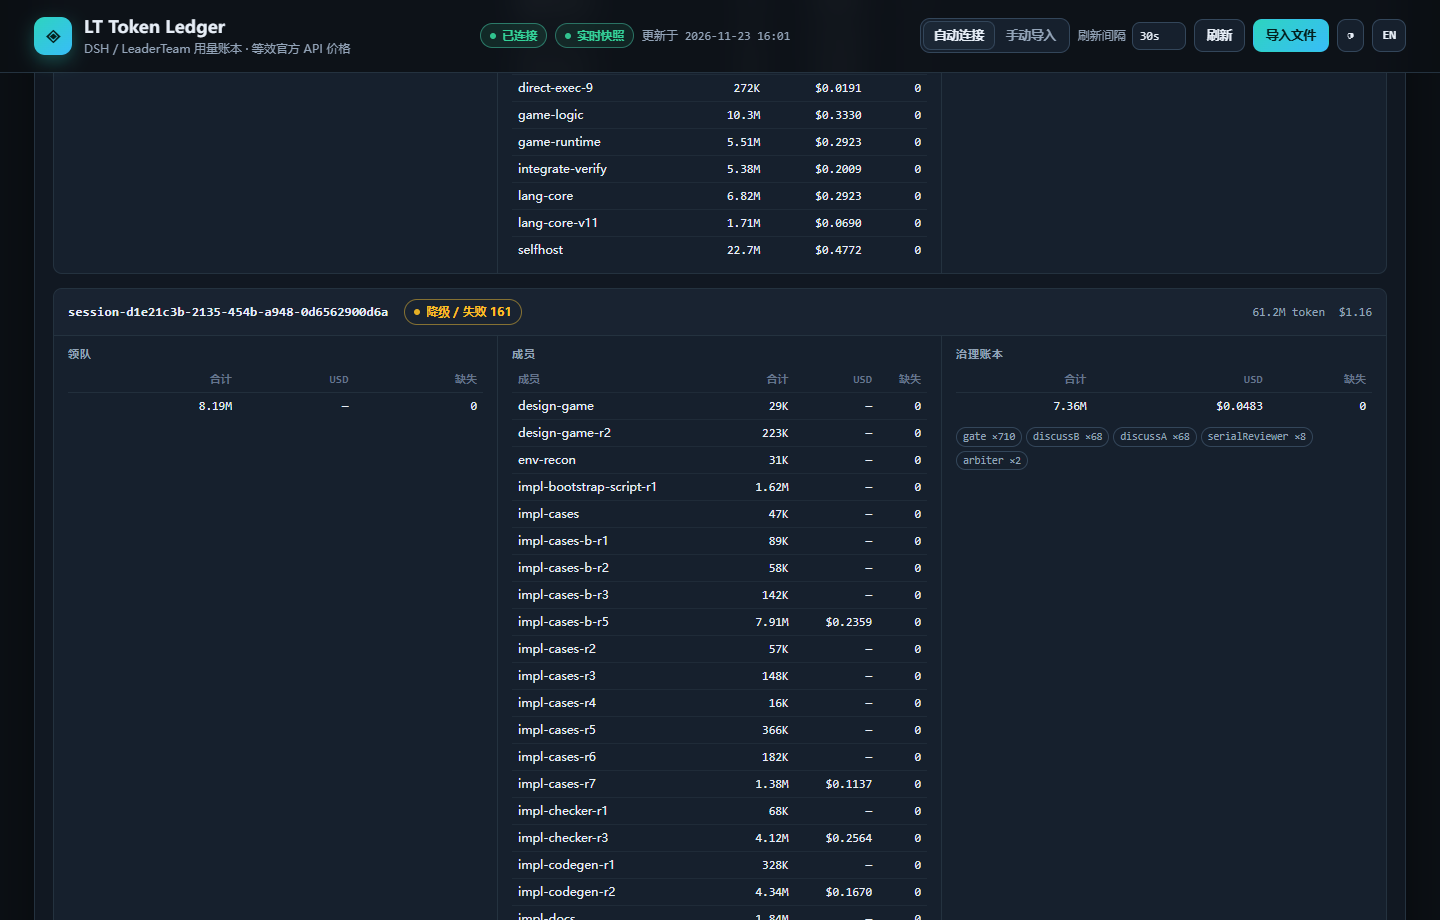 LT Token Ledger
DSH / LeaderTeam 用量账本 · 等效官方 API 价格
已连接 实时快照 更新于 2026-11-23 16:01
自动连接 手动导入 刷新间隔 30s 刷新 导入文件 EN
direct-exec-9 272K $0.0191 0
game-logic 10.3M $0.3330 0
game-runtime 5.51M $0.2923 0
integrate-verify 5.38M $0.2009 0
lang-core 6.82M $0.2923 0
lang-core-v11 1.71M $0.0690 0
selfhost 22.7M $0.4772 0
session-d1e21c3b-2135-454b-a948-0d6562900d6a 降级 / 失败 161 61.2M token $1.16
领队
合计 USD 缺失
8.19M — 0
成员
成员 合计 USD 缺失
design-game 29K — 0
design-game-r2 223K — 0
env-recon 31K — 0
impl-bootstrap-script-r1 1.62M — 0
impl-cases 47K — 0
impl-cases-b-r1 89K — 0
impl-cases-b-r2 58K — 0
impl-cases-b-r3 142K — 0
impl-cases-b-r5 7.91M $0.2359 0
impl-cases-r2 57K — 0
impl-cases-r3 148K — 0
impl-cases-r4 16K — 0
impl-cases-r5 366K — 0
impl-cases-r6 182K — 0
impl-cases-r7 1.38M $0.1137 0
impl-checker-r1 68K — 0
impl-checker-r3 4.12M $0.2564 0
impl-codegen-r1 328K — 0
impl-codegen-r2 4.34M $0.1670 0
impl-docs 1.84M — 0
治理账本
合计 USD 缺失
7.36M $0.0483 0
gate ×710 discussB ×68 discussA ×68 serialReviewer ×8
arbiter ×2